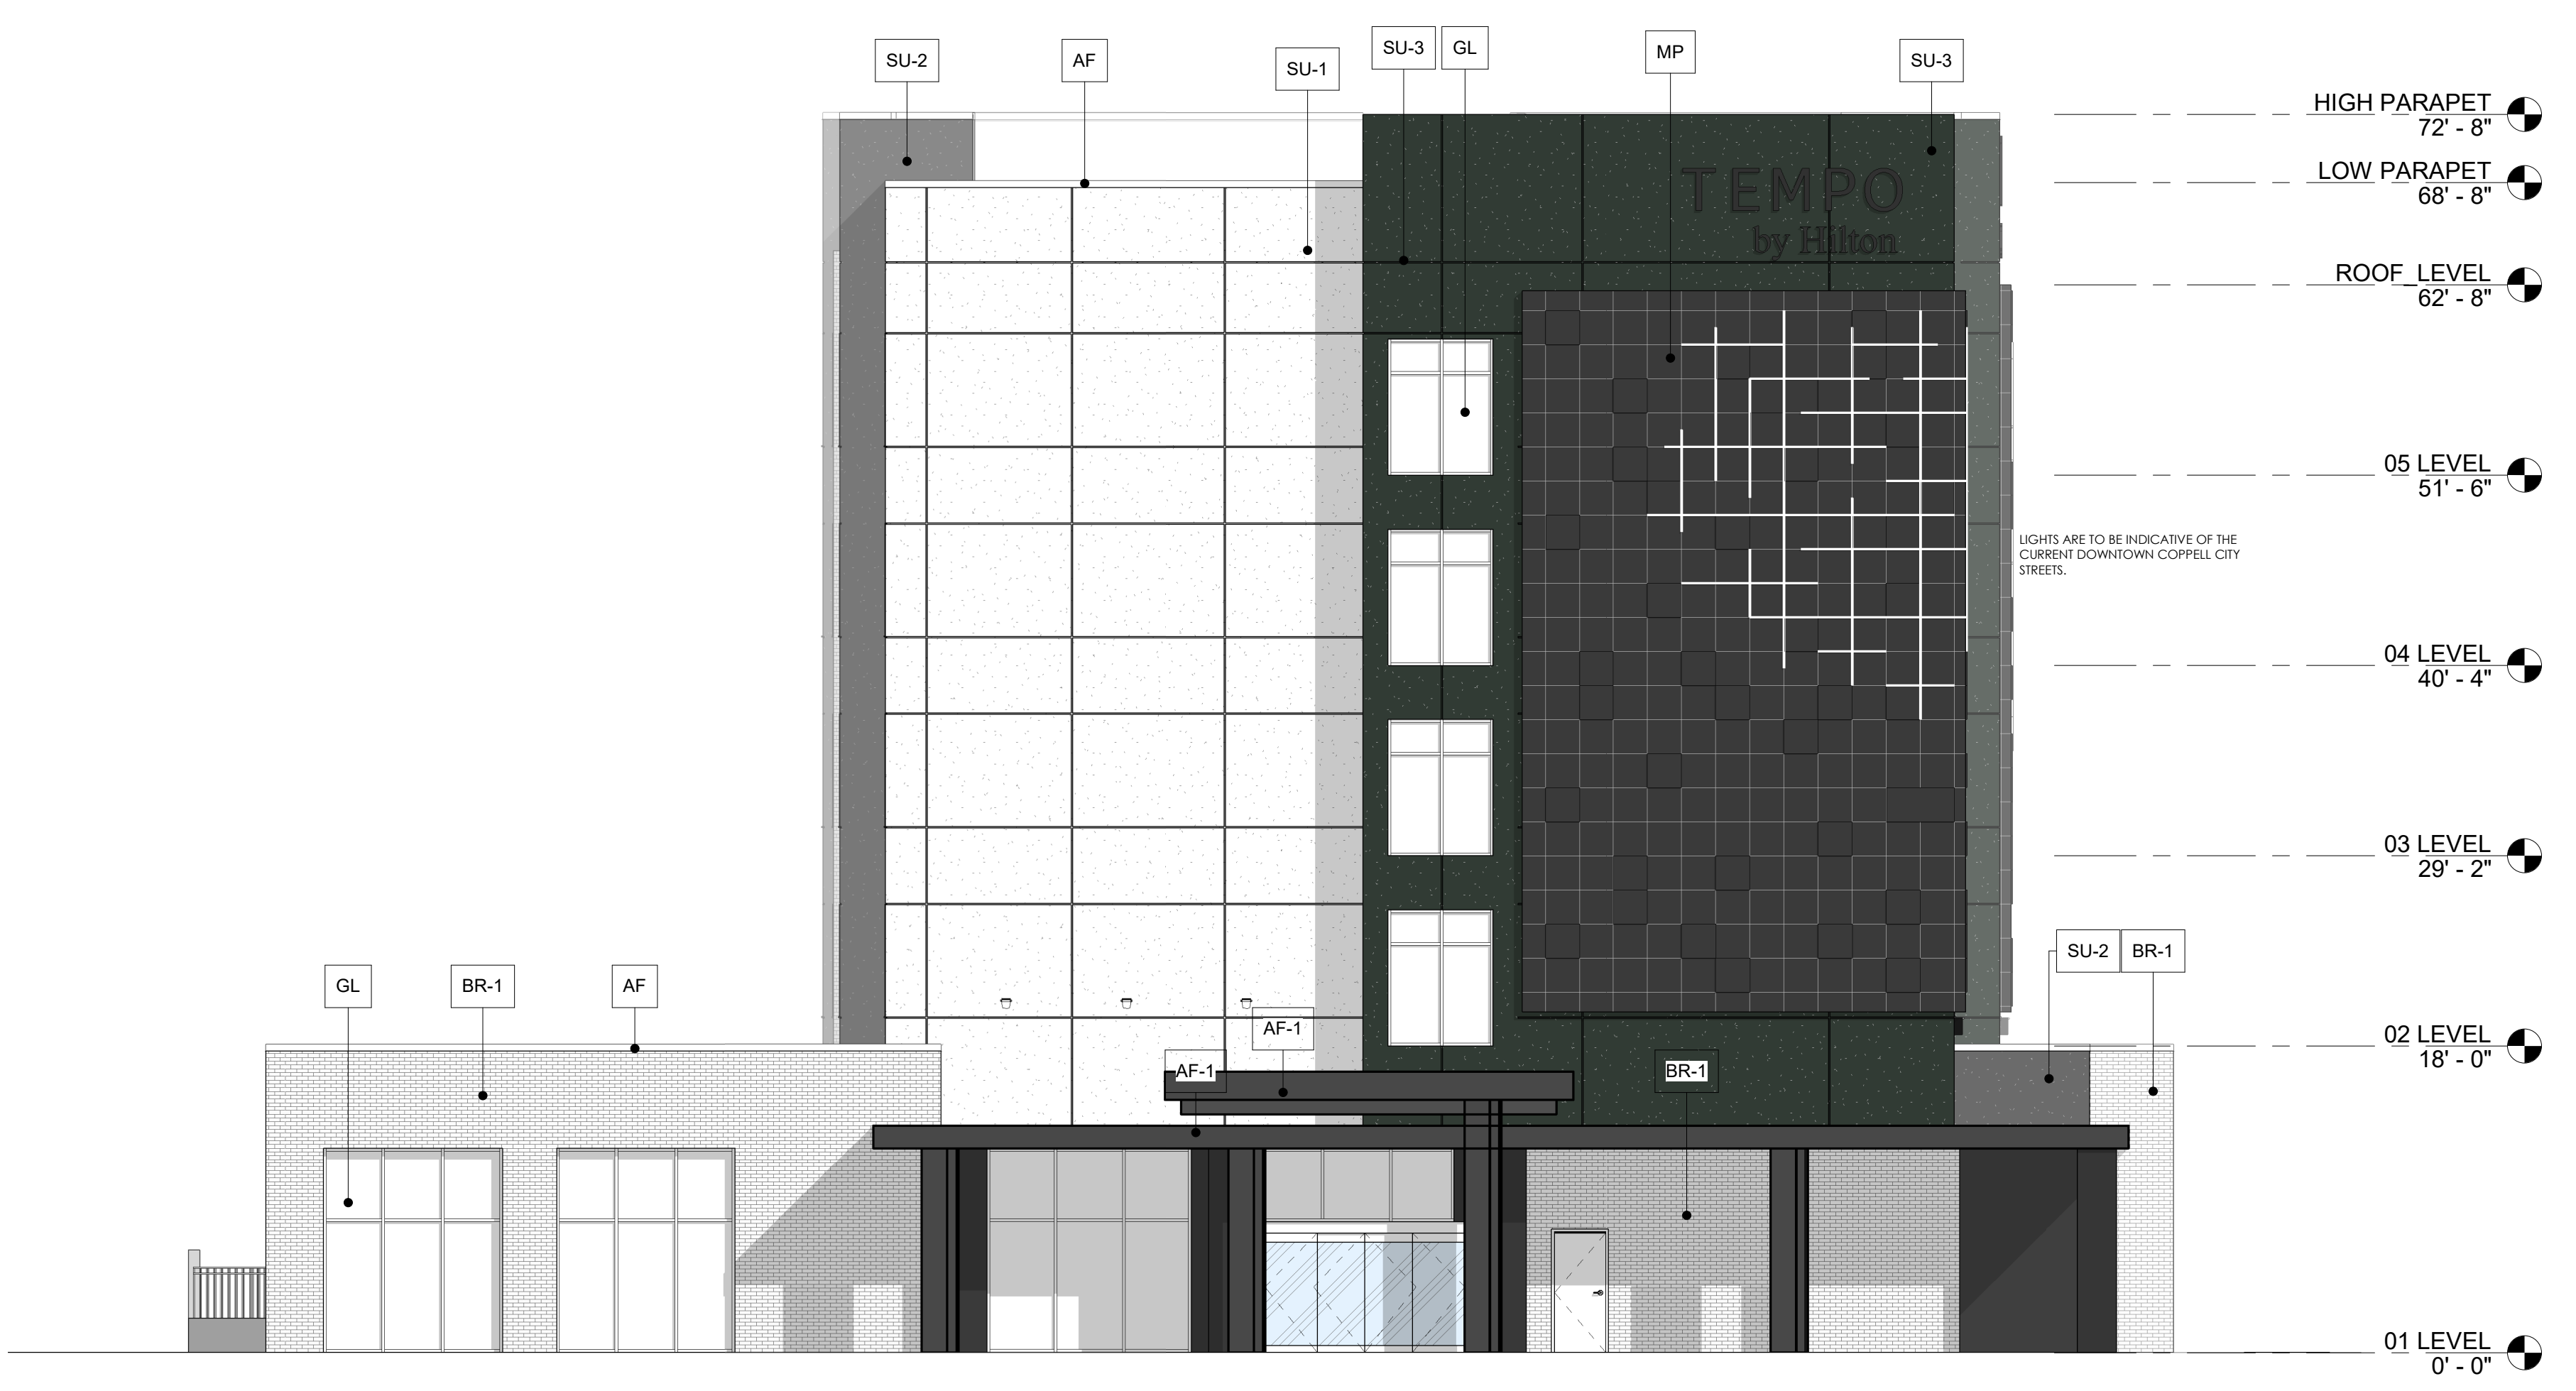 SU-2
AF
SU-1
SU-3
GL
MP
SU-3
HIGH PARAPET
72' - 8"
LOW PARAPET
68' - 8"
TEMPO
by Hilton
ROOF_LEVEL
62' - 8"
05 LEVEL
51' - 6"
LIGHTS ARE TO BE INDICATIVE OF THE
CURRENT DOWNTOWN COPPELL CITY
STREETS.
04 LEVEL
40' - 4"
03 LEVEL
29' - 2"
SU-2
BR-1
GL
BR-1
AF
AF-1
AF-1
BR-1
02 LEVEL
18' - 0"
01 LEVEL
0' - 0"